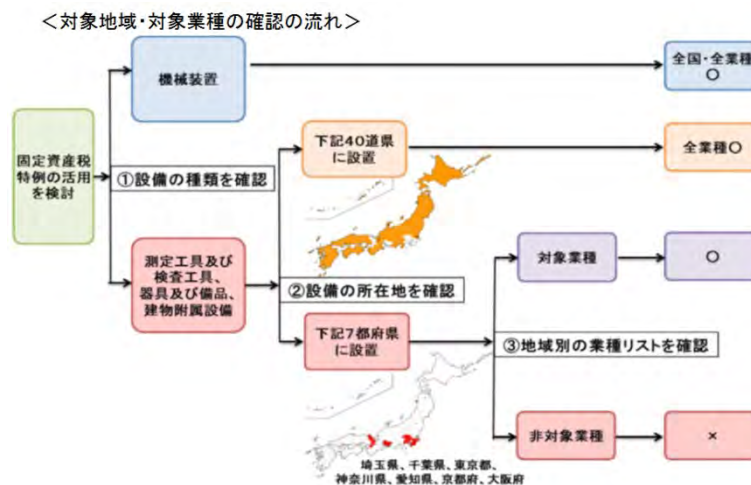 ＜対象地域・対象業種の確認の流れ＞
機械装置
全国・全業種
〇
固定資産税
特例の活用
を検討
①設備の種類を確認
下記40道県
に設置
全業種〇
測定工具及び
検査工具、
器具及び備品、
建物附属設備
②設備の所在地を確認
対象業種
〇
下記7都府県
に設置
③地域別の業種リストを確認
非対象業種
×
埼玉県、千葉県、東京都、
神奈川県、愛知県、京都府、大阪府